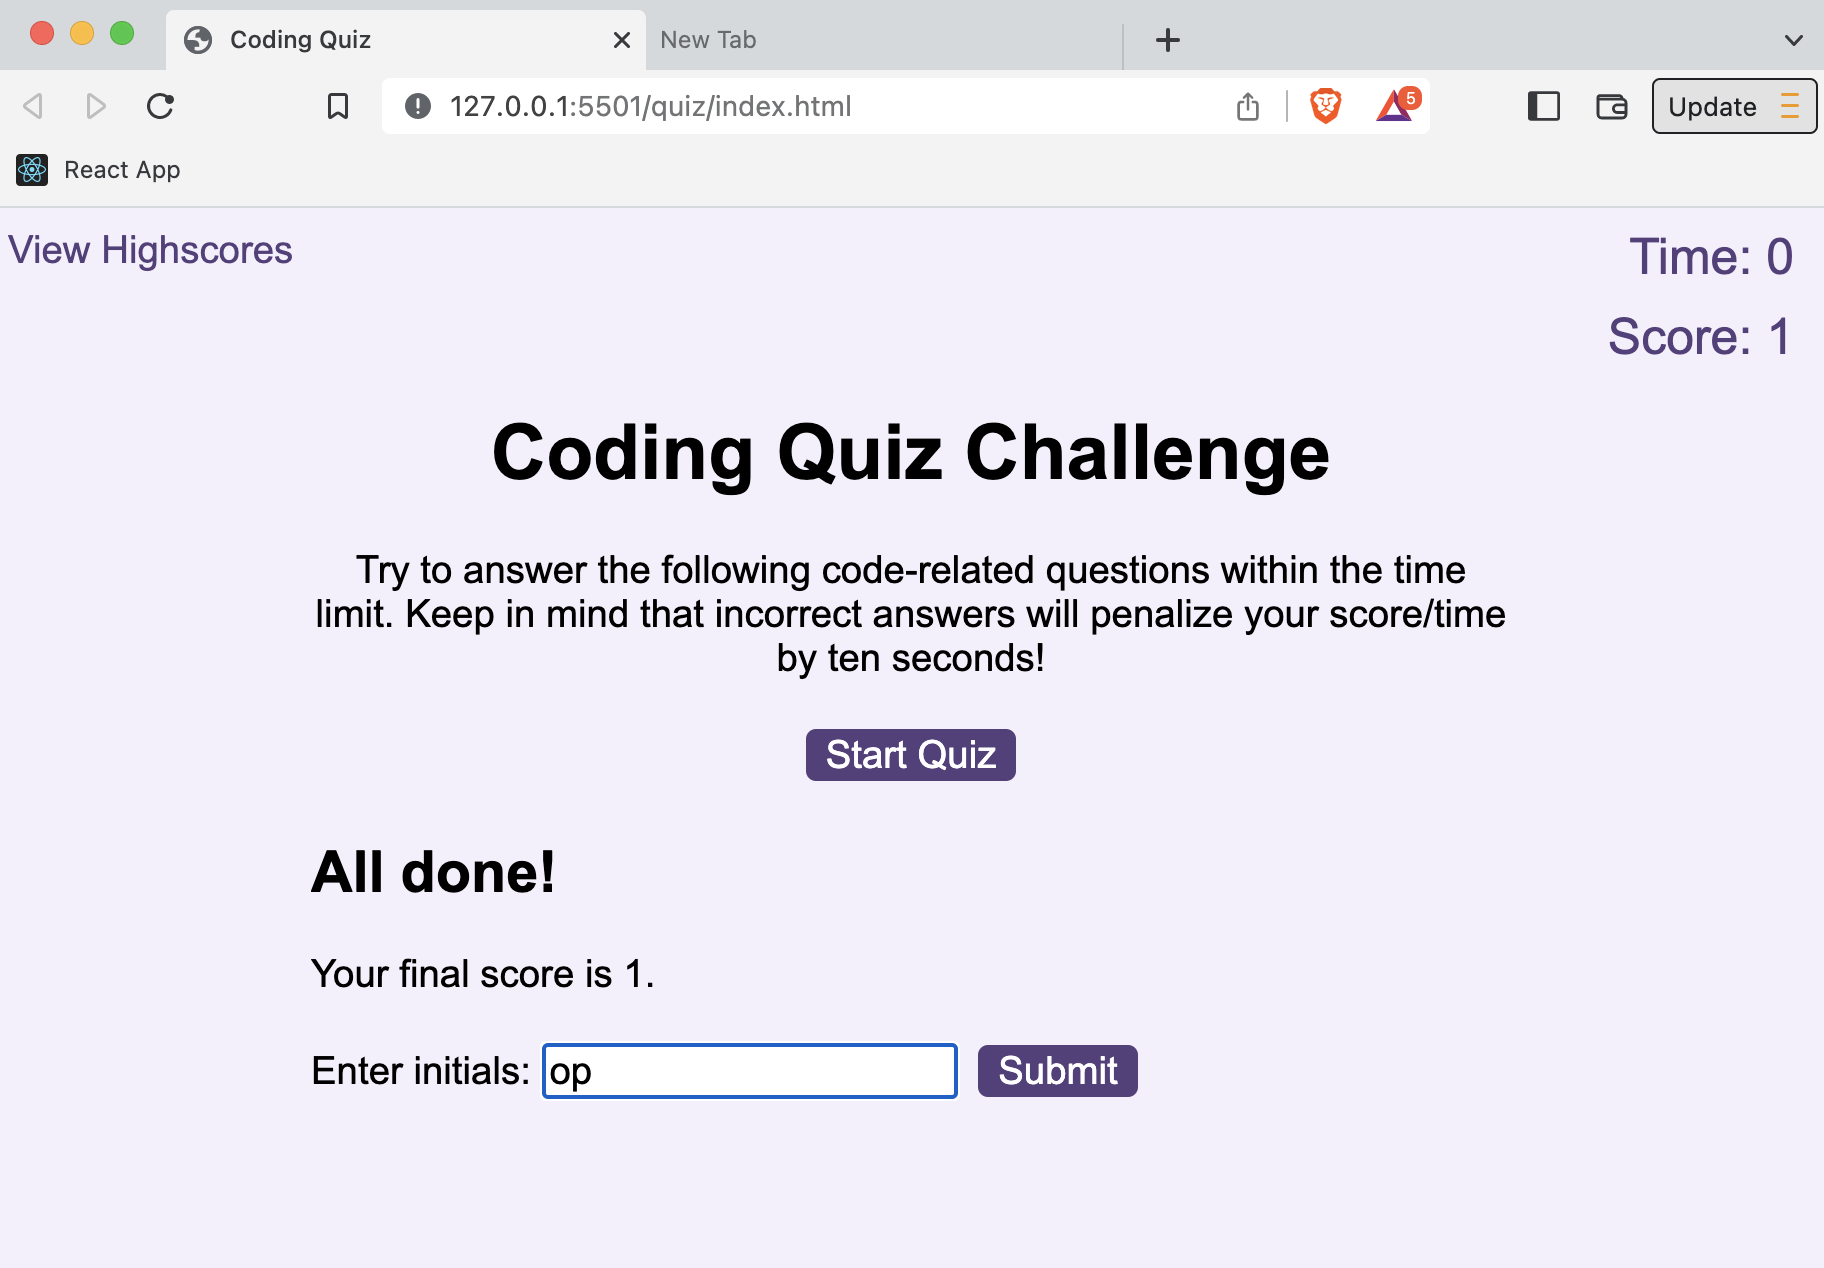 Coding Quiz
New Tab
127.0.0.1:5501/quiz/index.html
5
Update
React App
View Highscores
Time: 0
Score: 1
Coding Quiz Challenge
Try to answer the following code-related questions within the time
limit. Keep in mind that incorrect answers will penalize your score/time
by ten seconds!
Start Quiz
All done!
Your final score is 1.
Enter initials: op Submit